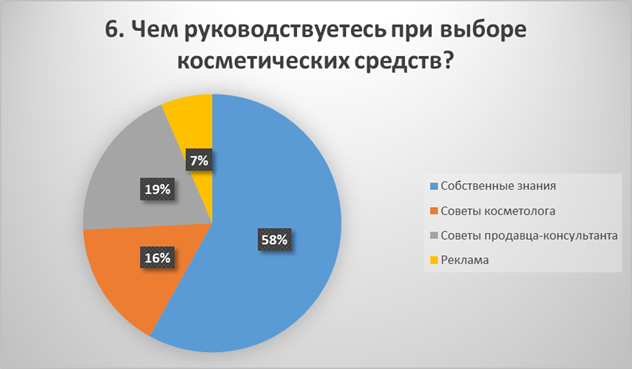 6. Чем руководствуетесь при выборе
косметических средств?
7%
19%
58%
16%
Собственные знания
Советы косметолога
Советы продавца-консультанта
Реклама